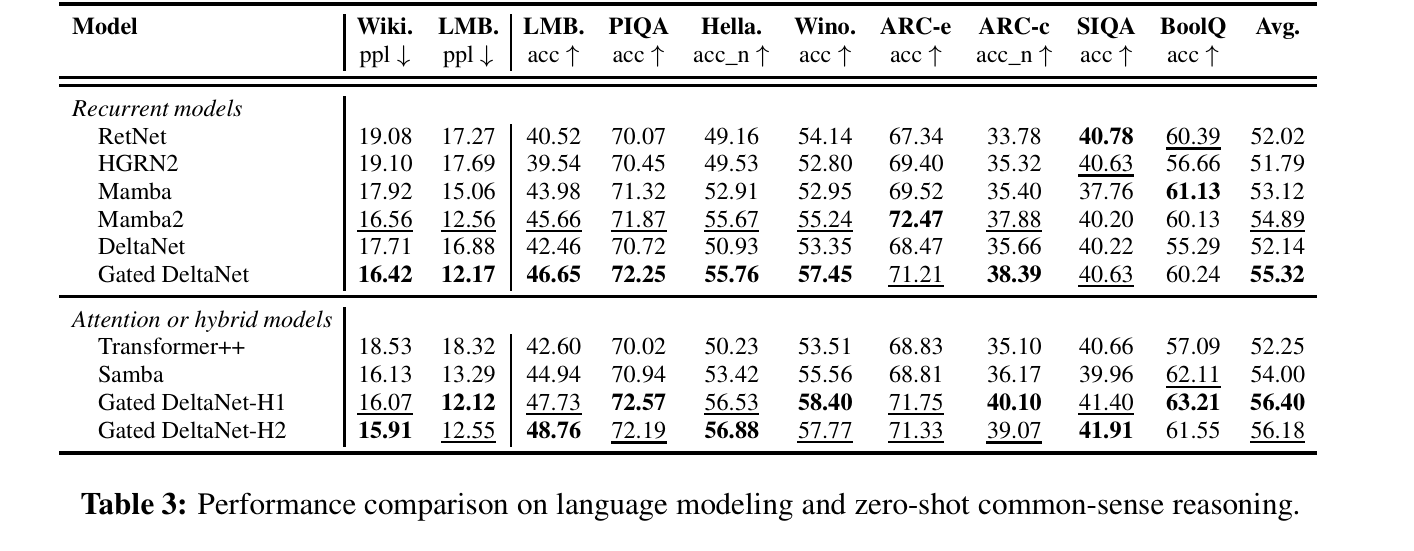 Model Wiki. LMB. LMB. PIQA Hella. Wino. ARC-e ARC-c SIQA BoolQ Avg.
ppl ↓ ppl ↓ acc ↑ acc ↑ acc_n ↑ acc ↑ acc ↑ acc_n ↑ acc ↑ acc ↑
Recurrent models
RetNet 19.08 17.27 40.52 70.07 49.16 54.14 67.34 33.78 40.78 60.39 52.02
HGRN2 19.10 17.69 39.54 70.45 49.53 52.80 69.40 35.32 40.63 56.66 51.79
Mamba 17.92 15.06 43.98 71.32 52.91 52.95 69.52 35.40 37.76 61.13 53.12
Mamba2 16.56 12.56 45.66 71.87 55.67 55.24 72.47 37.88 40.20 60.13 54.89
DeltaNet 17.71 16.88 42.46 70.72 50.93 53.35 68.47 35.66 40.22 55.29 52.14
Gated DeltaNet 16.42 12.17 46.65 72.25 55.76 57.45 71.21 38.39 40.63 60.24 55.32
Attention or hybrid models
Transformer++ 18.53 18.32 42.60 70.02 50.23 53.51 68.83 35.10 40.66 57.09 52.25
Samba 16.13 13.29 44.94 70.94 53.42 55.56 68.81 36.17 39.96 62.11 54.00
Gated DeltaNet-H1 16.07 12.12 47.73 72.57 56.53 58.40 71.75 40.10 41.40 63.21 56.40
Gated DeltaNet-H2 15.91 12.55 48.76 72.19 56.88 57.77 71.33 39.07 41.91 61.55 56.18
Table 3: Performance comparison on language modeling and zero-shot common-sense reasoning.